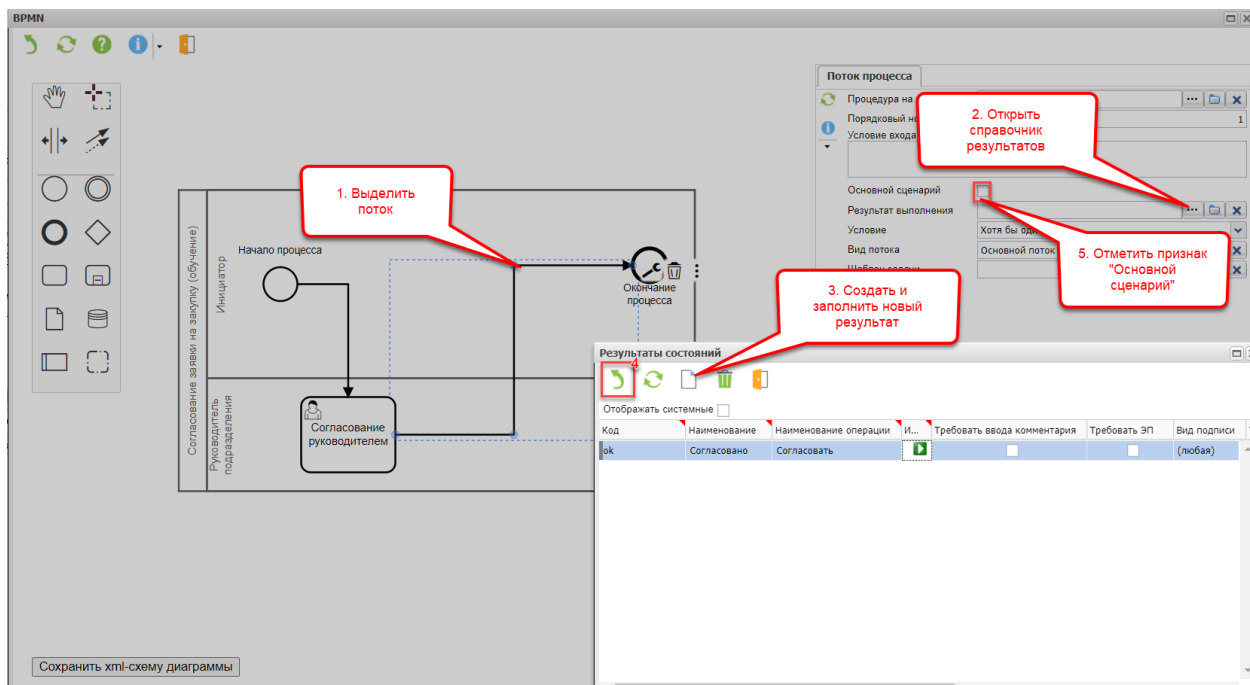 BPMN
Поток процесса
Процедура на
Порядковый но
1
Условие входа
2. Открыть
справочник
результатов
1. Выделить
поток
Основной сценарий
Результат выполнения
Условие
Хотя бы оди
Вид потока
Основной поток
5. Отметить признак
"Основной
сценарий"
Согласование заявки на закупку (обучение)
Инициатор
Начало процесса
Окончание
процесса
3. Создать и
заполнить новый
результат
Руководитель
подразделения
Согласование
руководителем
Результаты состояний
4
Отображать системные
Код
Наименование
Наименование операции
И...
Требовать ввода комментария
Требовать ЭП
Вид подписи
ok
Согласовано
Согласовать
(любая)
Сохранить xml-схему диаграммы